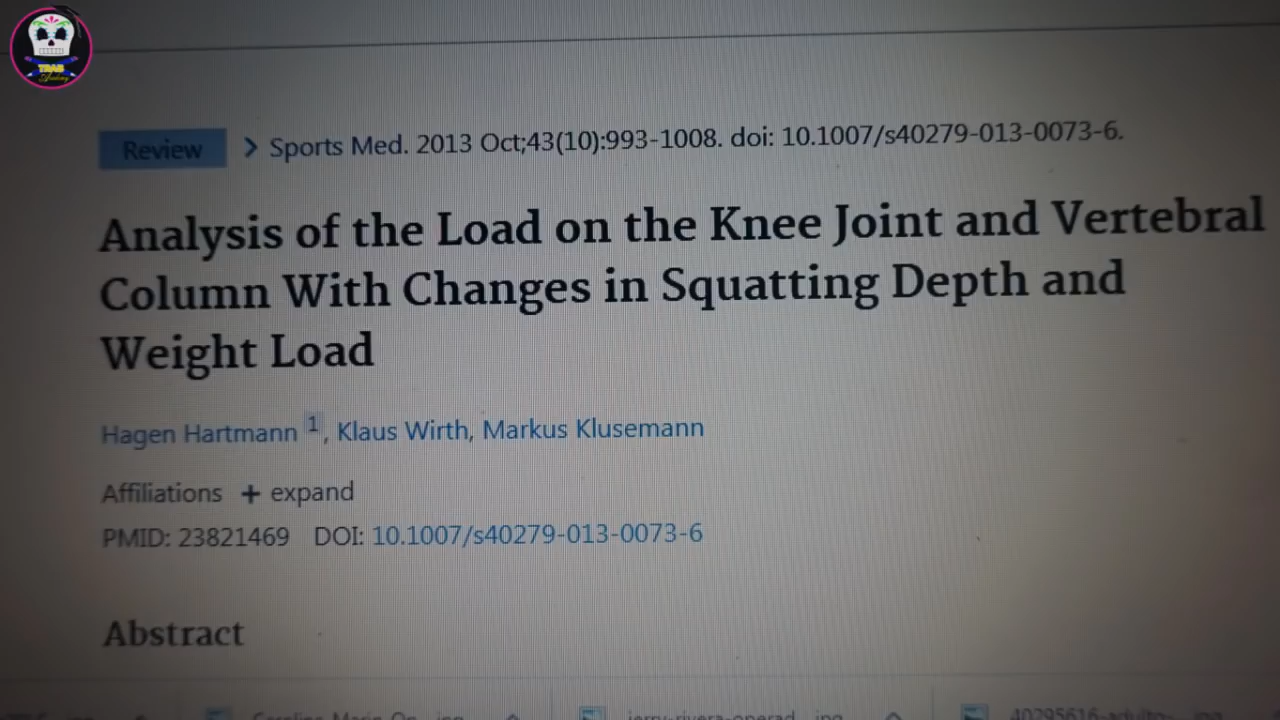 TRAB
Academy
Review > Sports Med. 2013 Oct;43(10):993-1008. doi: 10.1007/s40279-013-0073-6.
Analysis of the Load on the Knee Joint and Vertebral
Column With Changes in Squatting Depth and
Weight Load
Hagen Hartmann 1, Klaus Wirth, Markus Klusemann
Affiliations + expand
PMID: 23821469 DOI: 10.1007/s40279-013-0073-6
Abstract